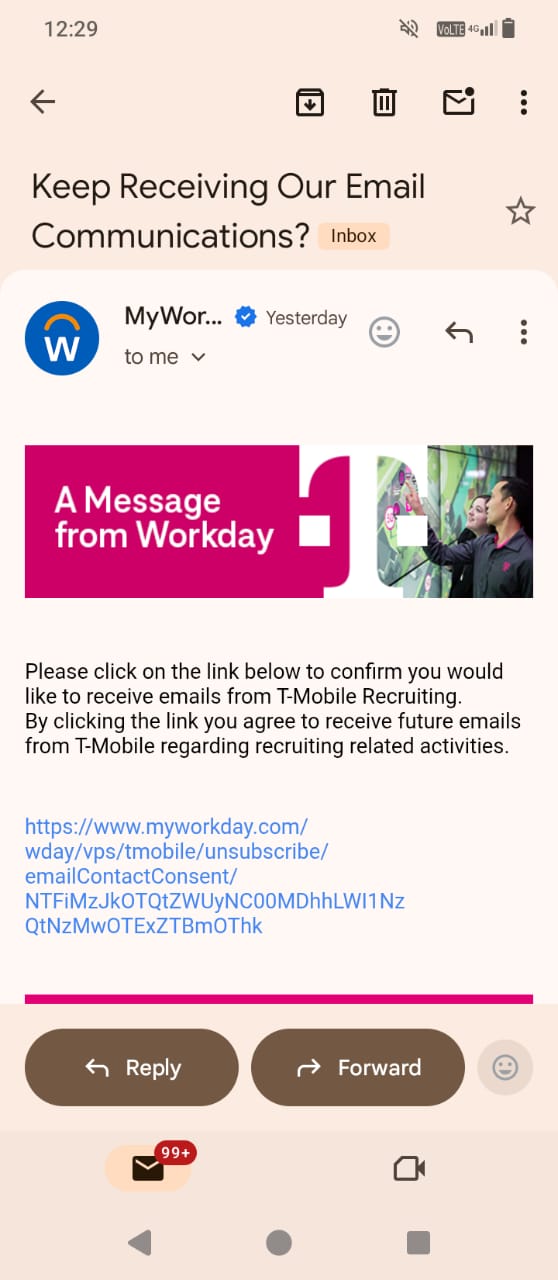 12:29
VoLTE 4G
Keep Receiving Our Email
Communications? Inbox
W
MyWor... Yesterday
to me
A Message
from Workday
T
Please click on the link below to confirm you would
like to receive emails from T-Mobile Recruiting.
By clicking the link you agree to receive future emails
from T-Mobile regarding recruiting related activities.
https://www.myworkday.com/
wday/vps/tmobile/unsubscribe/
emailContactConsent/
NTFiMzJkOTQtZWUyNC00MDhhLWI1Nz
QtNzMwOTExZTBmOThk
Reply Forward
99+